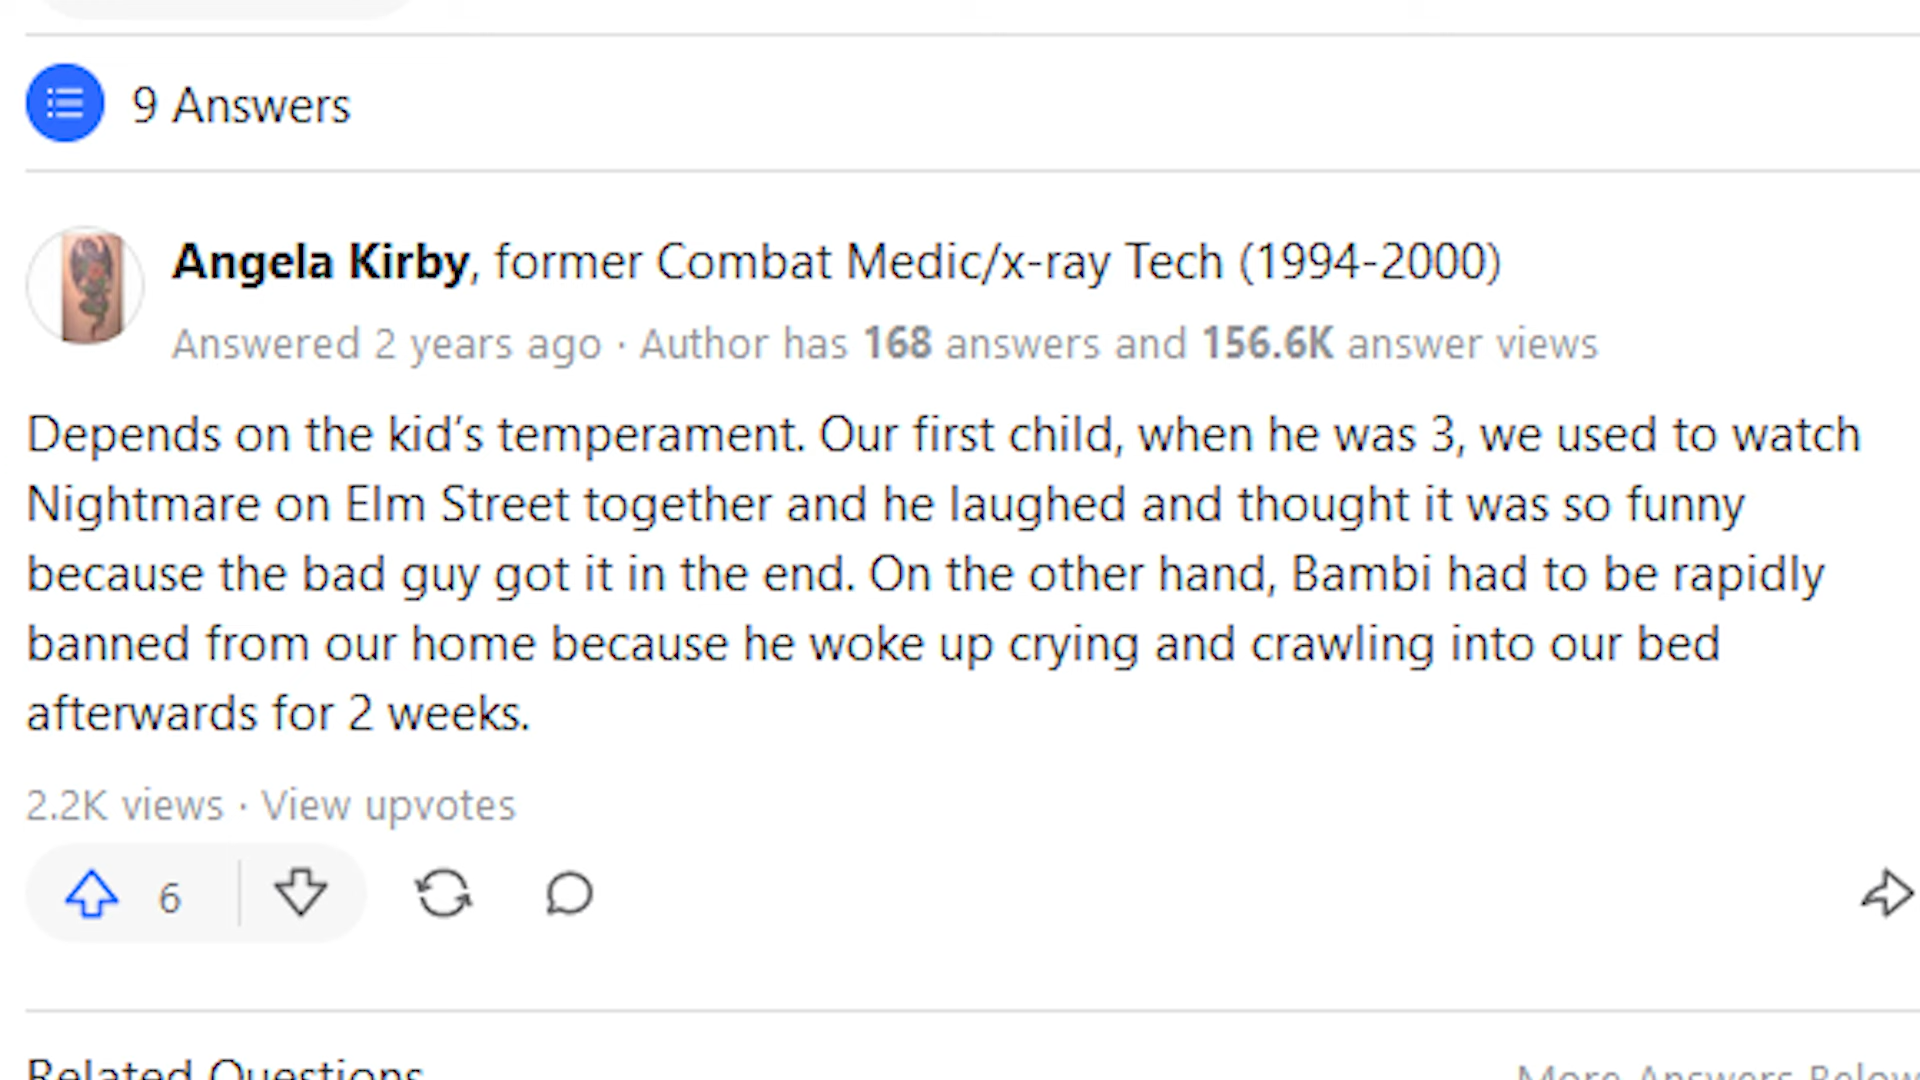 9 Answers
Angela Kirby, former Combat Medic/x-ray Tech (1994-2000)
Answered 2 years ago · Author has 168 answers and 156.6K answer views
Depends on the kid’s temperament. Our first child, when he was 3, we used to watch
Nightmare on Elm Street together and he laughed and thought it was so funny
because the bad guy got it in the end. On the other hand, Bambi had to be rapidly
banned from our home because he woke up crying and crawling into our bed
afterwards for 2 weeks.
2.2K views · View upvotes
6
Related Questions
More Answers Below